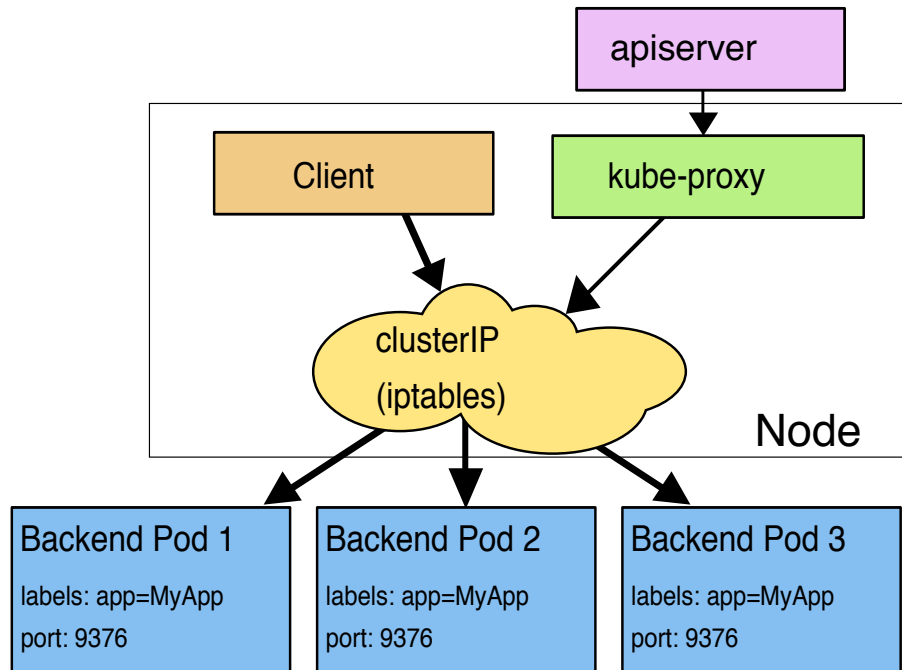 apiserver
Client
kube-proxy
clusterIP
(iptables)
Node
Backend Pod 1
labels: app=MyApp
port: 9376
Backend Pod 2
labels: app=MyApp
port: 9376
Backend Pod 3
labels: app=MyApp
port: 9376